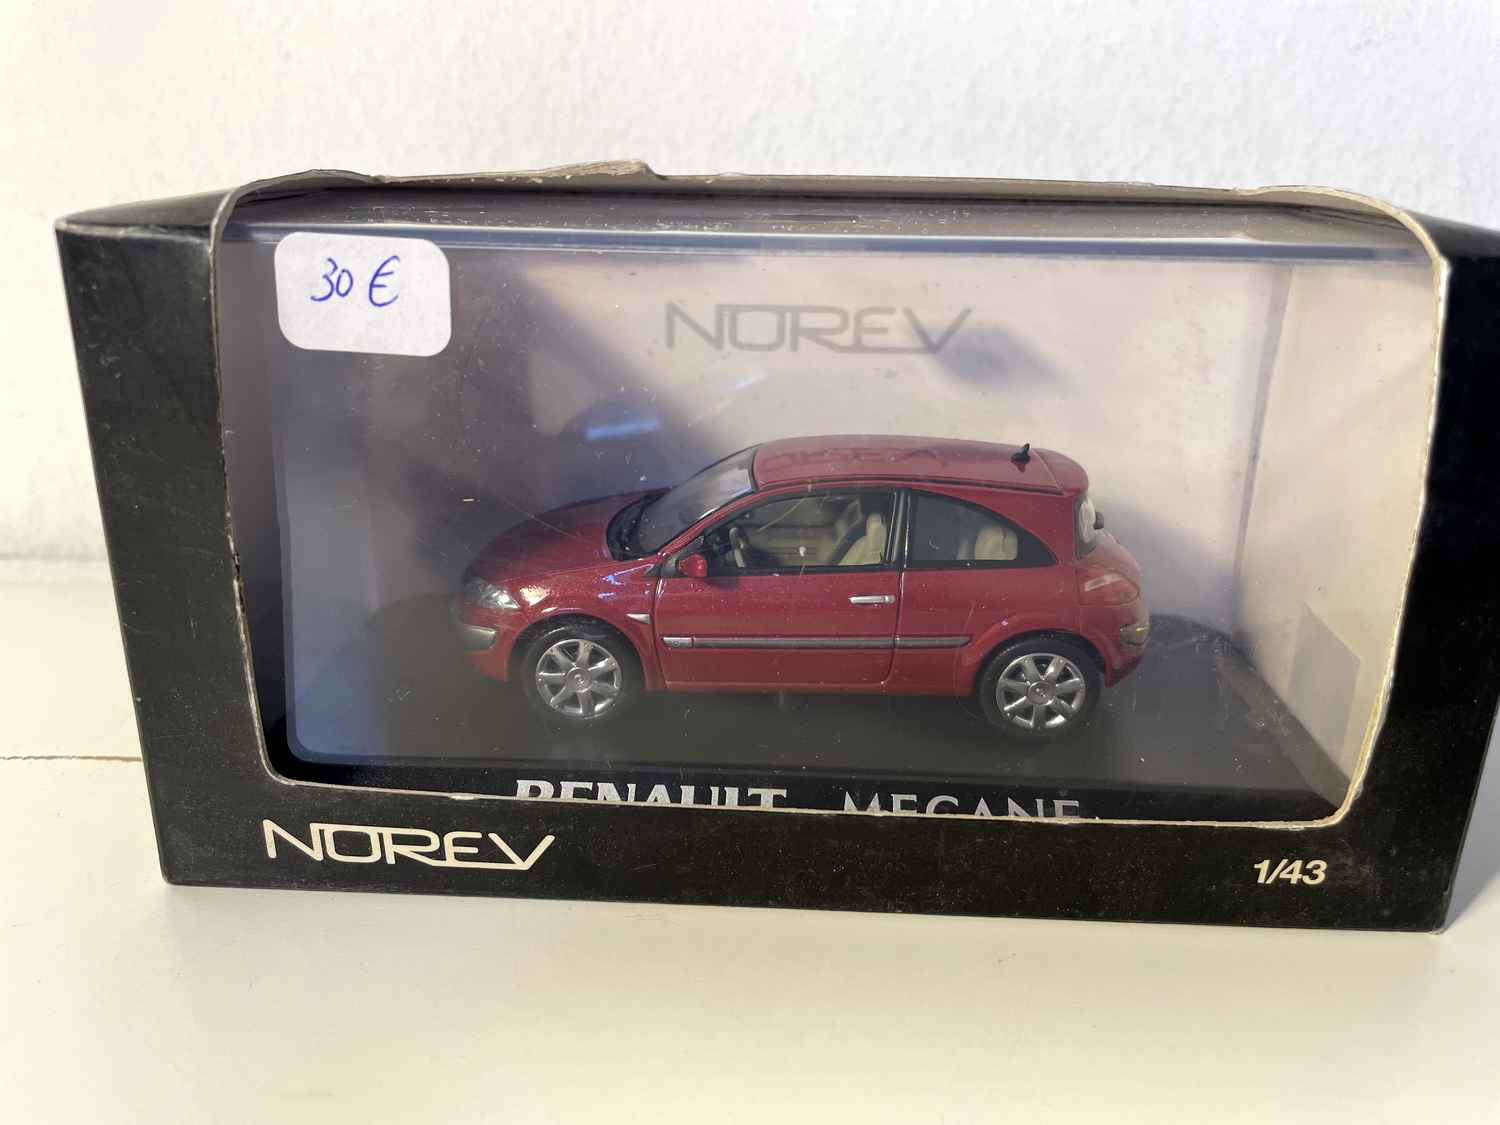 30 €
NOREV
RENAULT MEGANE
NOREV
1/43